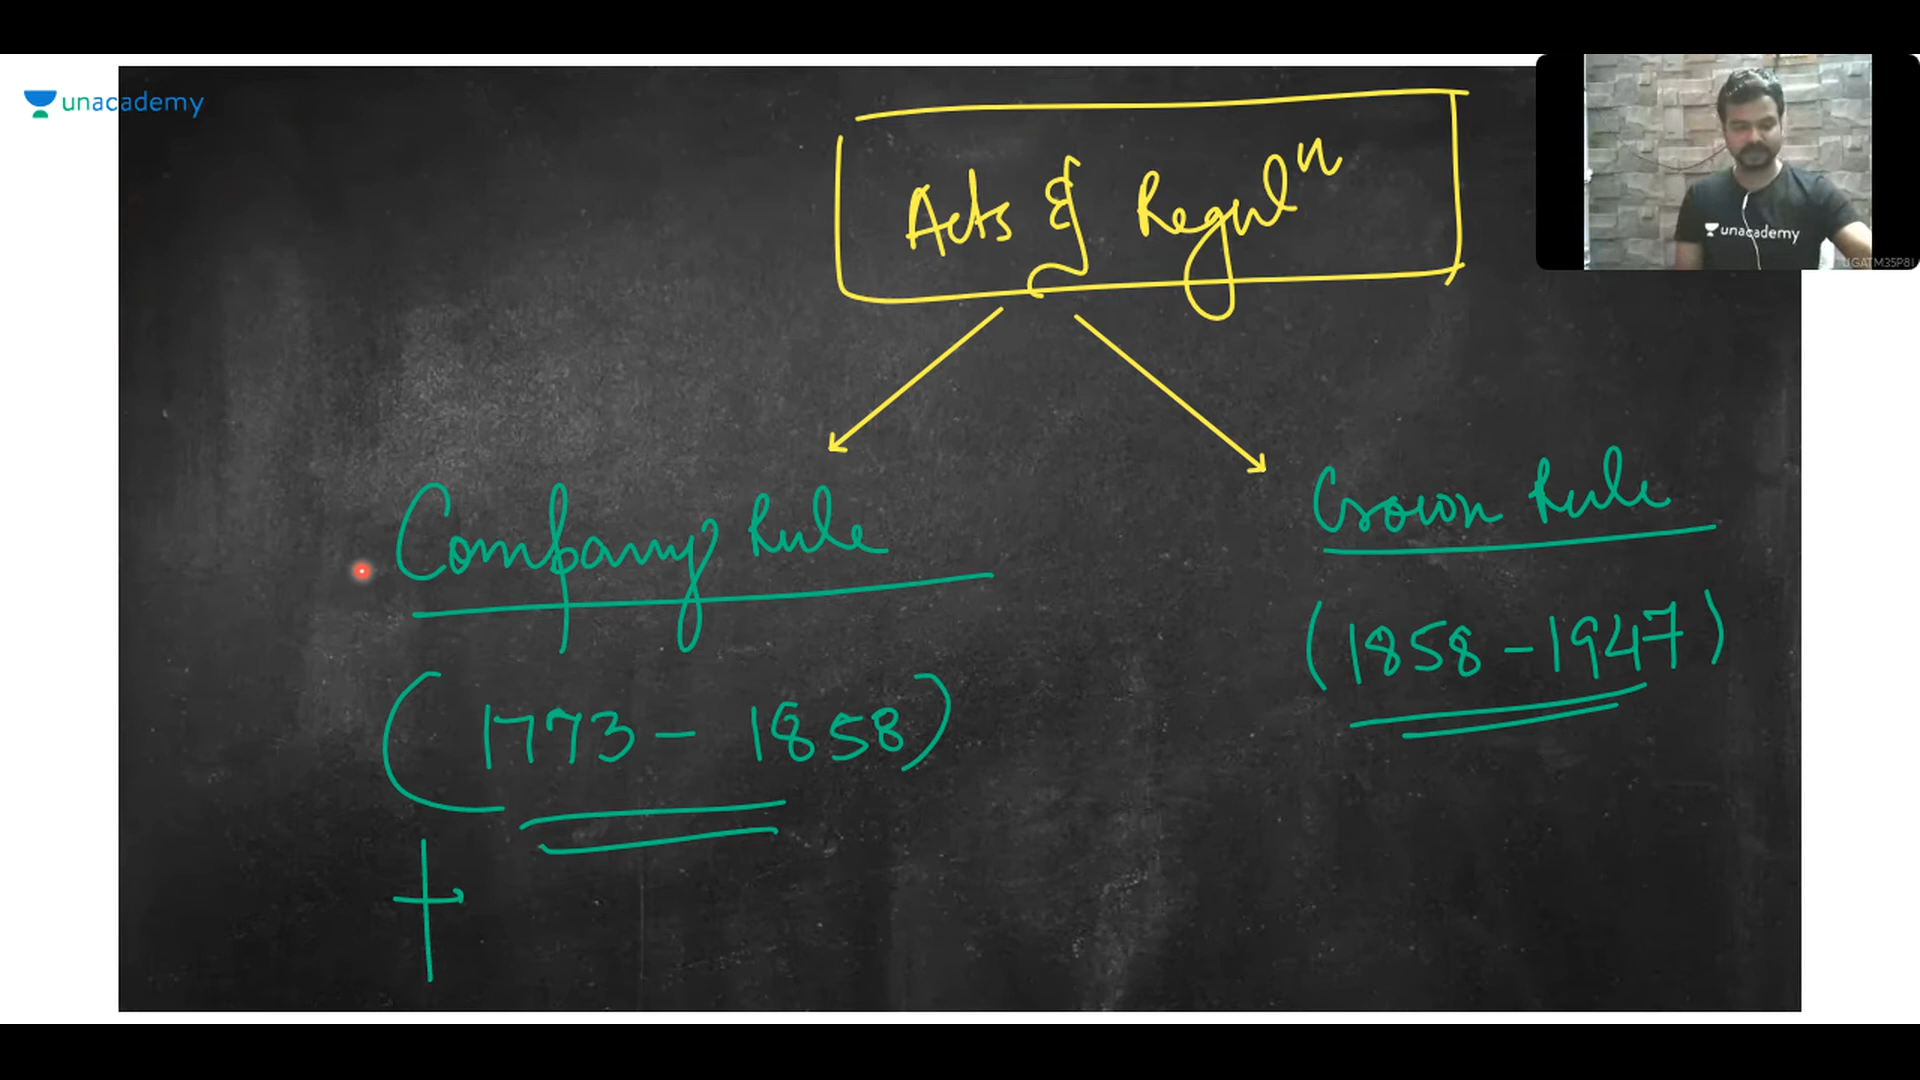 unacademy
Acts & Regulⁿ
unacademy
Company Rule
Crown Rule
(1773 - 1858)
(1858 - 1947)